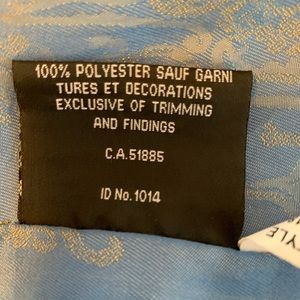 100% POLYESTER SAUF GARNI
TURES ET DECORATIONS
EXCLUSIVE OF TRIMMING
AND FINDINGS
C.A.51885
ID No.1014